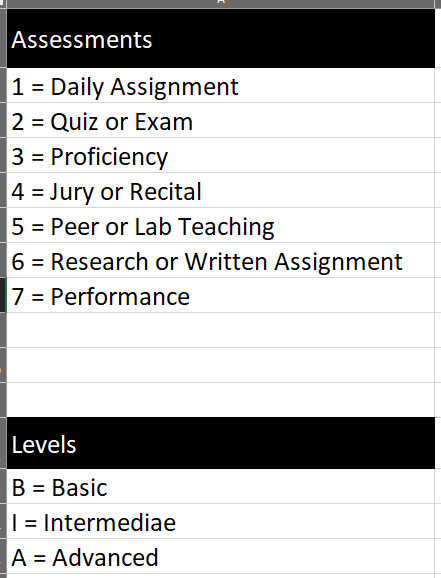 Assessments
1 = Daily Assignment
2 = Quiz or Exam
3 = Proficiency
4 = Jury or Recital
5 = Peer or Lab Teaching
6 = Research or Written Assignment
7 = Performance
Levels
B = Basic
I = Intermediae
A = Advanced